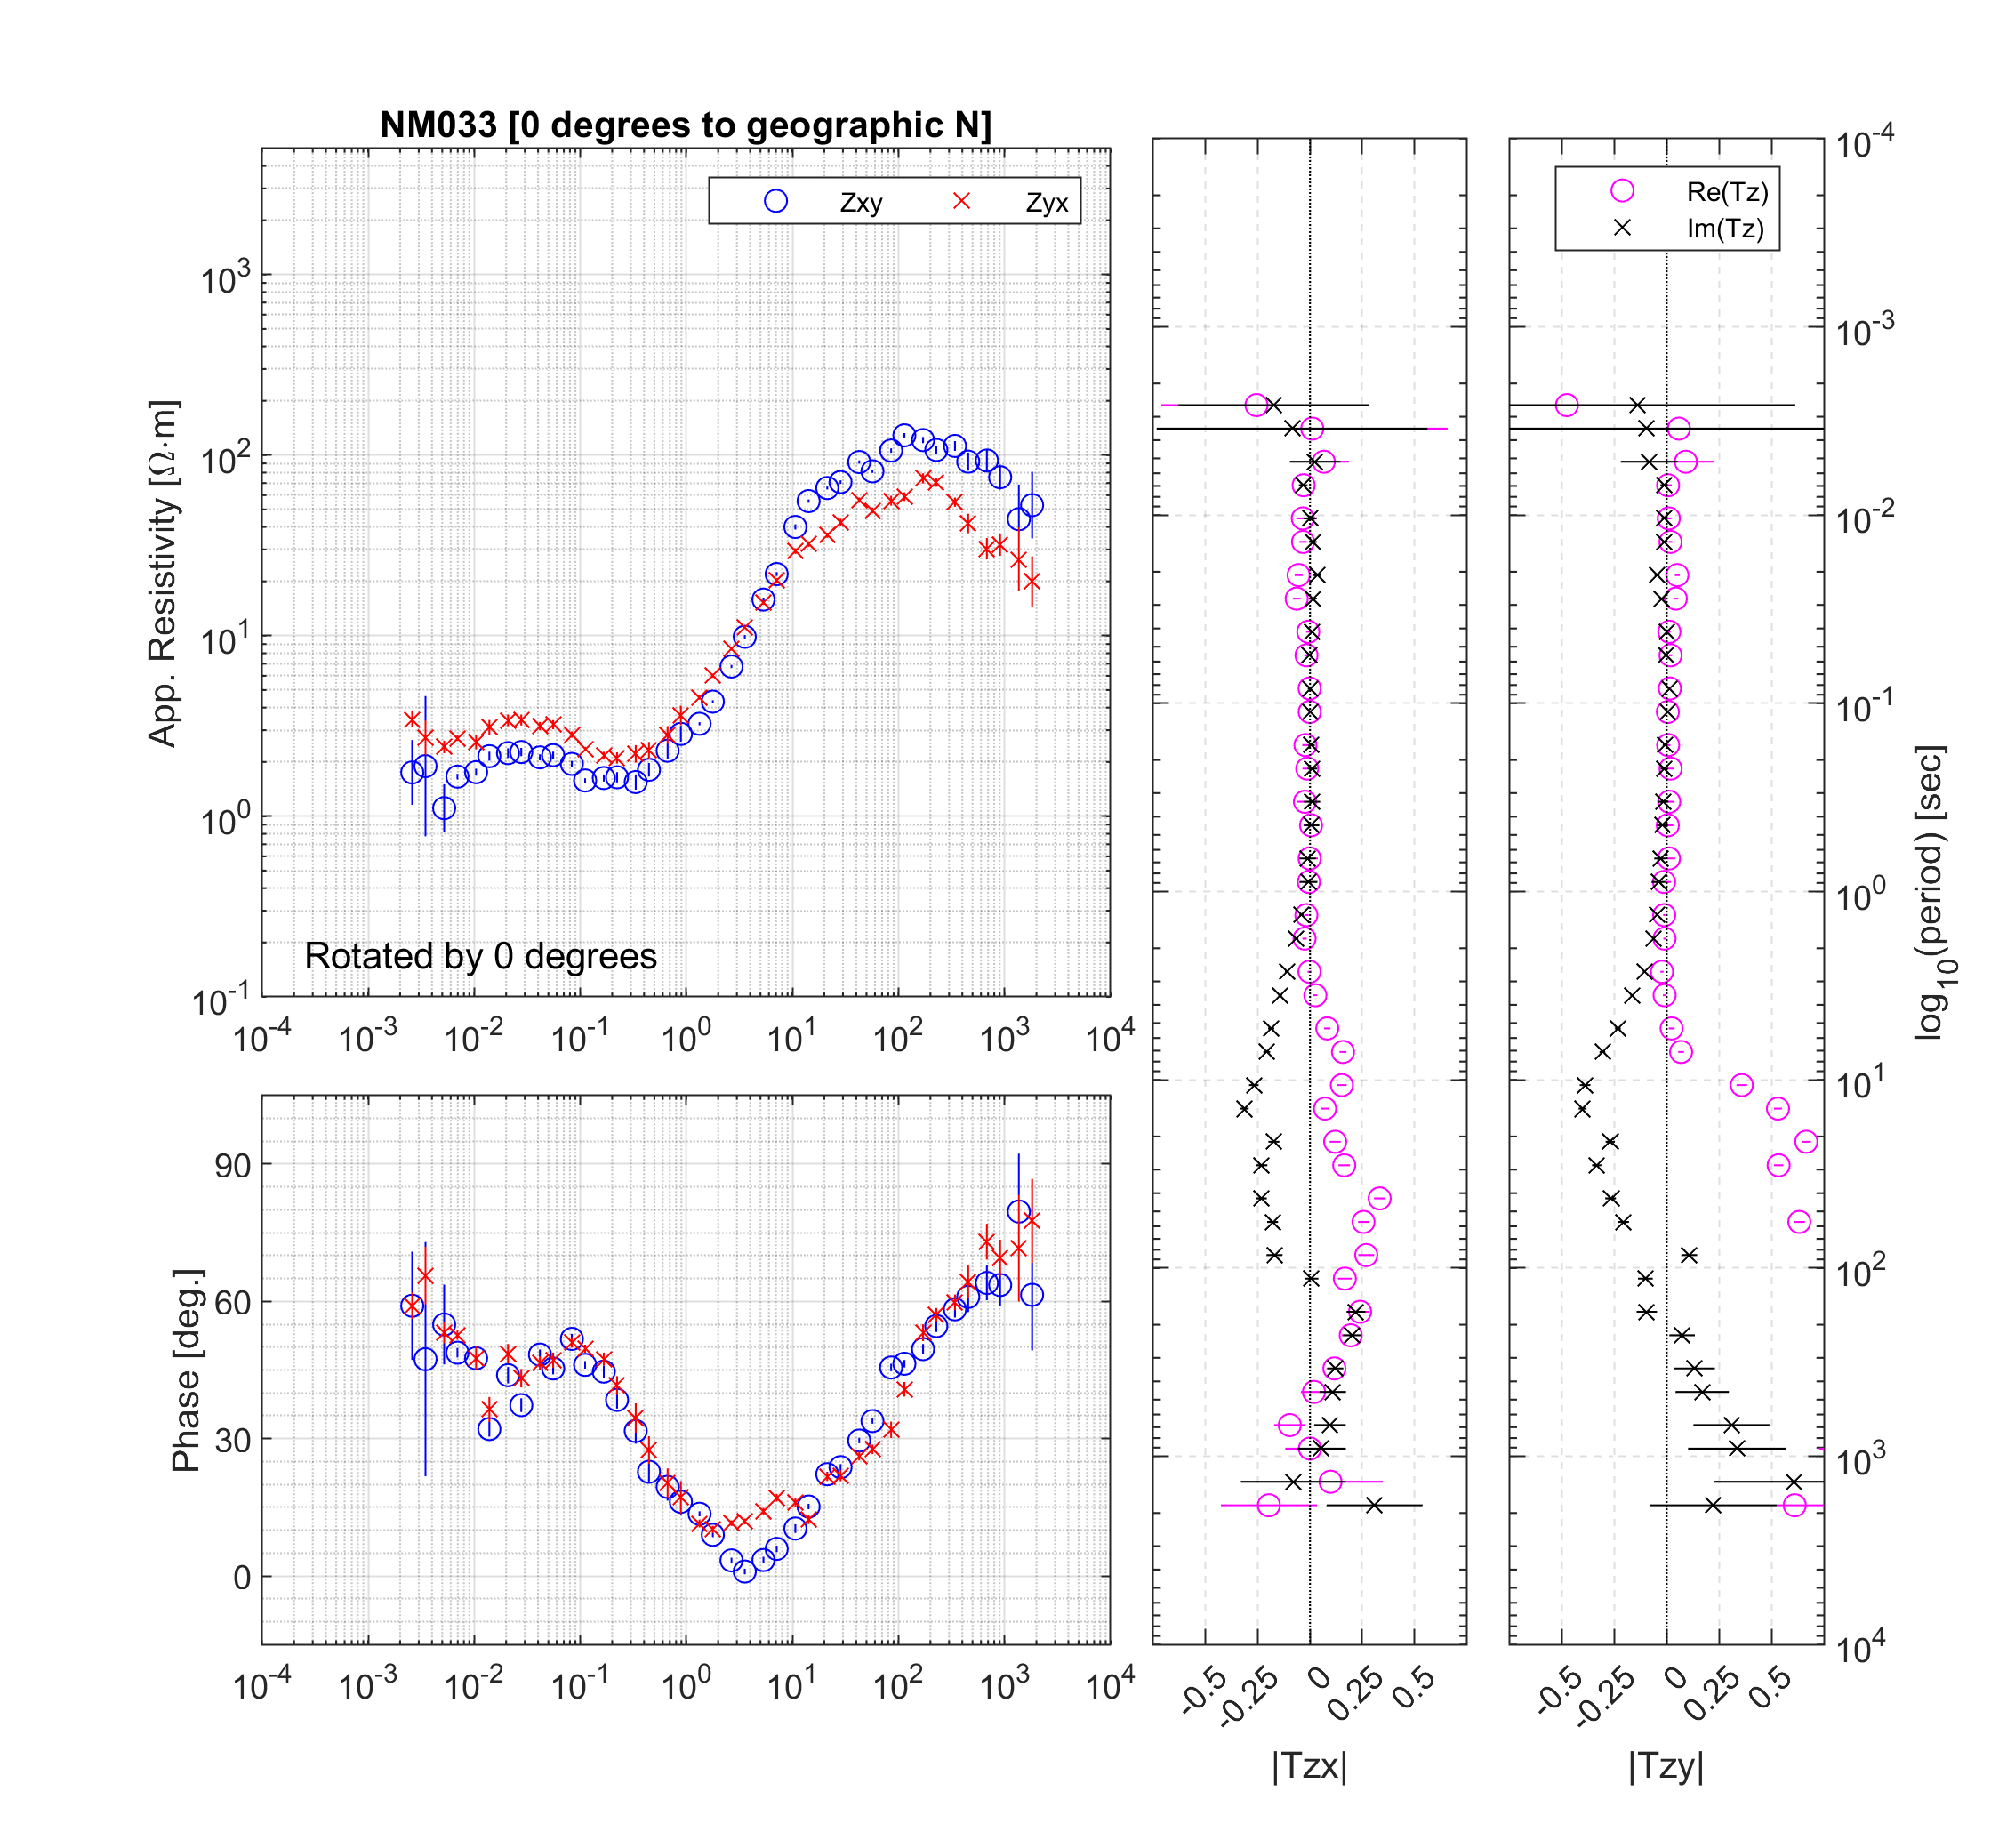 NM033 [0 degrees to geographic N]
Zxy Zyx
App. Resistivity [Ω·m]
10^3
10^2
10^1
10^0
10^-1
Rotated by 0 degrees
10^-4 10^-3 10^-2 10^-1 10^0 10^1 10^2 10^3 10^4
Phase [deg.]
90
60
30
0
10^-4 10^-3 10^-2 10^-1 10^0 10^1 10^2 10^3 10^4
-0.5 -0.25 0 0.25 0.5
|Tzx|
Re(Tz)
Im(Tz)
10^-4
10^-3
10^-2
10^-1
10^0
10^1
10^2
10^3
10^4
log_10(period) [sec]
-0.5 -0.25 0 0.25 0.5
|Tzy|